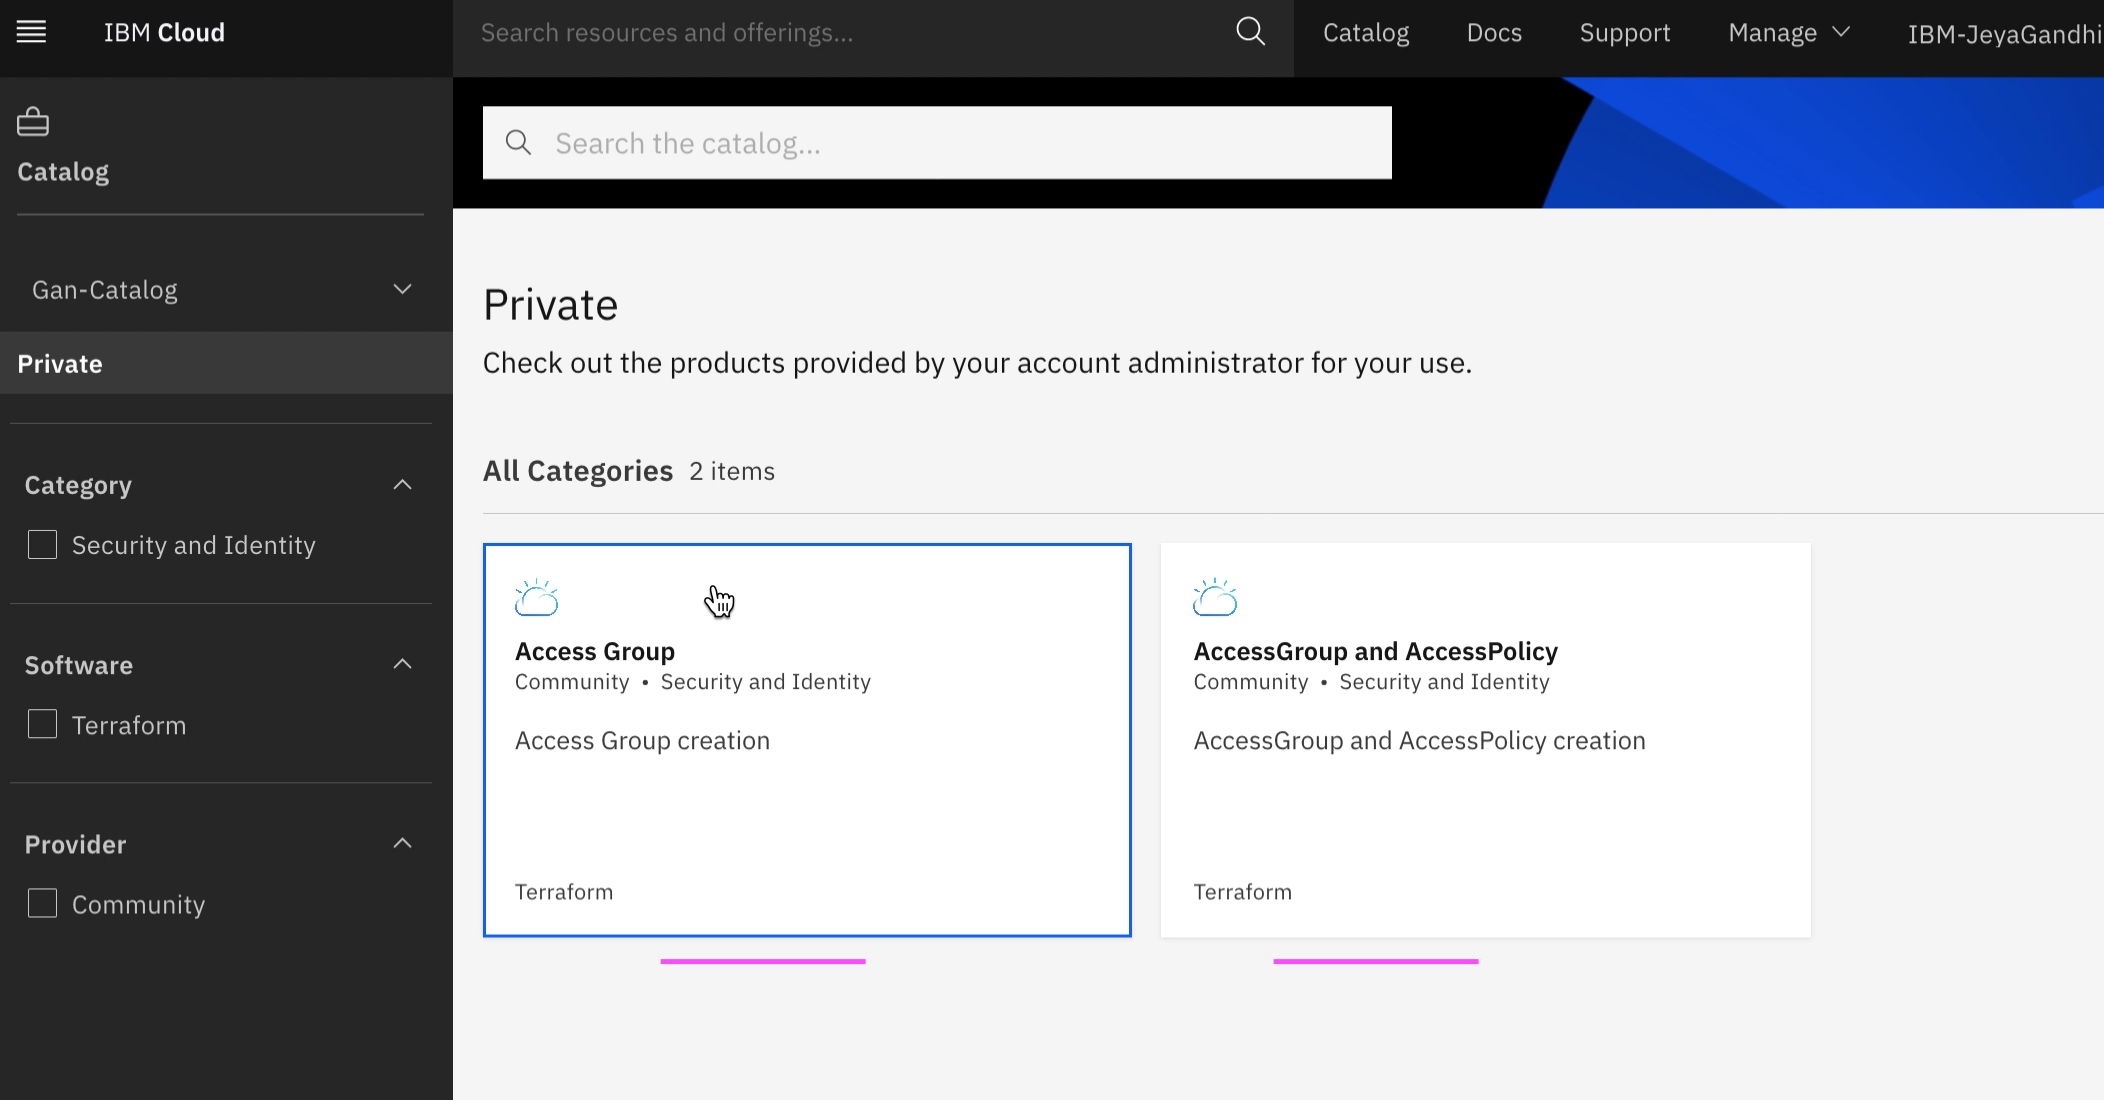 IBM Cloud
Search resources and offerings...
Catalog
Docs
Support
Manage
IBM-JeyaGandhi
Catalog
Gan-Catalog
Private
Category
Security and Identity
Software
Terraform
Provider
Community
Search the catalog...
Private
Check out the products provided by your account administrator for your use.
All Categories 2 items
Access Group
Community • Security and Identity
Access Group creation
Terraform
AccessGroup and AccessPolicy
Community • Security and Identity
AccessGroup and AccessPolicy creation
Terraform